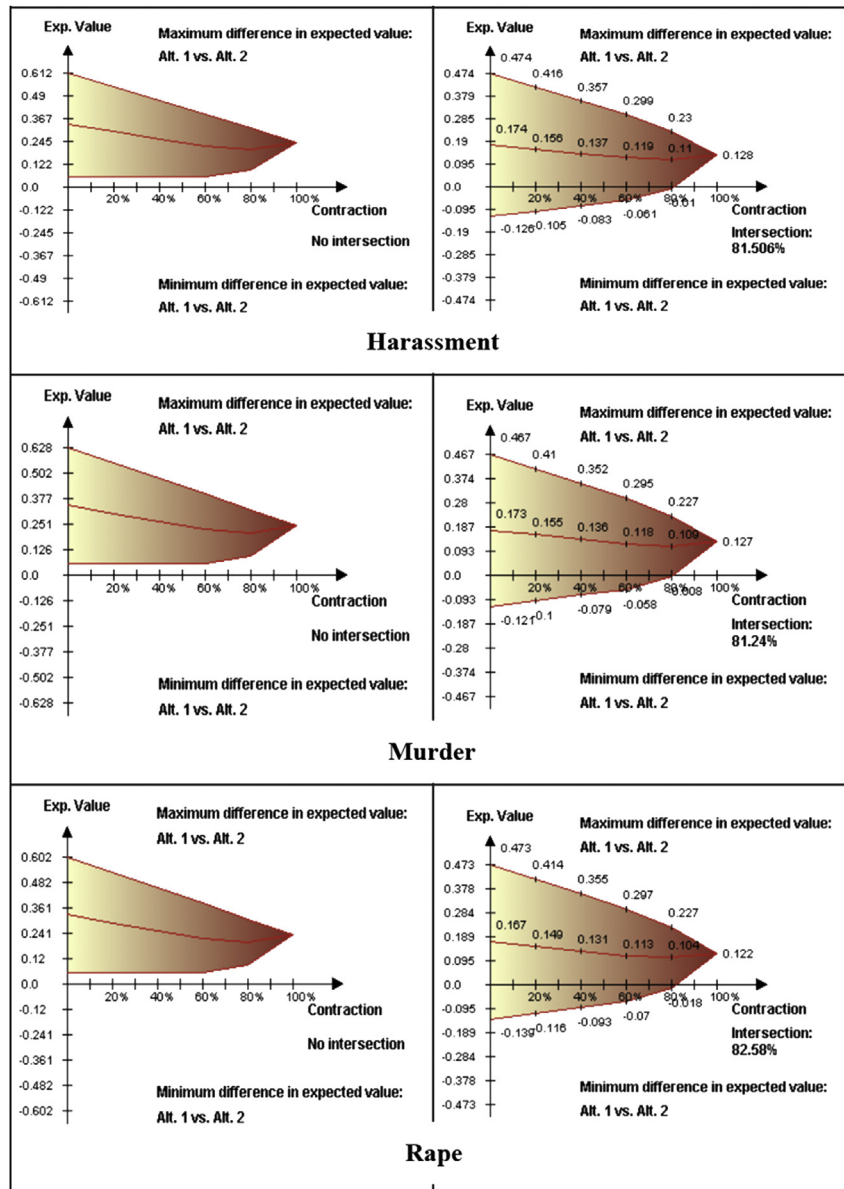 Exp. Value
Maximum difference in expected value:
Alt. 1 vs. Alt. 2
0.612
0.49
0.367
0.245
0.122
0.0
-0.122
-0.245
-0.367
-0.49
-0.612
20% 40% 60% 80% 100%
Contraction
No intersection
Minimum difference in expected value:
Alt. 1 vs. Alt. 2
Exp. Value
Maximum difference in expected value:
Alt. 1 vs. Alt. 2
0.474
0.379
0.285
0.19
0.095
0.0
-0.095
-0.19
-0.285
-0.379
-0.474
0.474 0.416 0.357 0.299 0.23
0.174 0.156 0.137 0.119 0.11 0.128
20% 40% 60% 80% 100%
-0.126 -0.105 -0.083 -0.061 -0.01
Contraction
Intersection:
81.506%
Minimum difference in expected value:
Alt. 1 vs. Alt. 2
Harassment
Exp. Value
Maximum difference in expected value:
Alt. 1 vs. Alt. 2
0.628
0.502
0.377
0.251
0.126
0.0
-0.126
-0.251
-0.377
-0.502
-0.628
20% 40% 60% 80% 100%
Contraction
No intersection
Minimum difference in expected value:
Alt. 1 vs. Alt. 2
Exp. Value
Maximum difference in expected value:
Alt. 1 vs. Alt. 2
0.467
0.374
0.28
0.187
0.093
0.0
-0.093
-0.187
-0.28
-0.374
-0.467
0.467 0.41 0.352 0.295 0.227
0.173 0.155 0.136 0.118 0.109 0.127
20% 40% 60% 80% 100%
-0.121 -0.1 -0.079 -0.058 -0.008
Contraction
Intersection:
81.24%
Minimum difference in expected value:
Alt. 1 vs. Alt. 2
Murder
Exp. Value
Maximum difference in expected value:
Alt. 1 vs. Alt. 2
0.602
0.482
0.361
0.241
0.12
0.0
-0.12
-0.241
-0.361
-0.482
-0.602
20% 40% 60% 80% 100%
Contraction
No intersection
Minimum difference in expected value:
Alt. 1 vs. Alt. 2
Exp. Value
Maximum difference in expected value:
Alt. 1 vs. Alt. 2
0.473
0.378
0.284
0.189
0.095
0.0
-0.095
-0.189
-0.284
-0.378
-0.473
0.473 0.414 0.355 0.297 0.227
0.167 0.149 0.131 0.113 0.104 0.122
20% 40% 60% 80% 100%
-0.139 -0.116 -0.093 -0.07 -0.018
Contraction
Intersection:
82.58%
Minimum difference in expected value:
Alt. 1 vs. Alt. 2
Rape